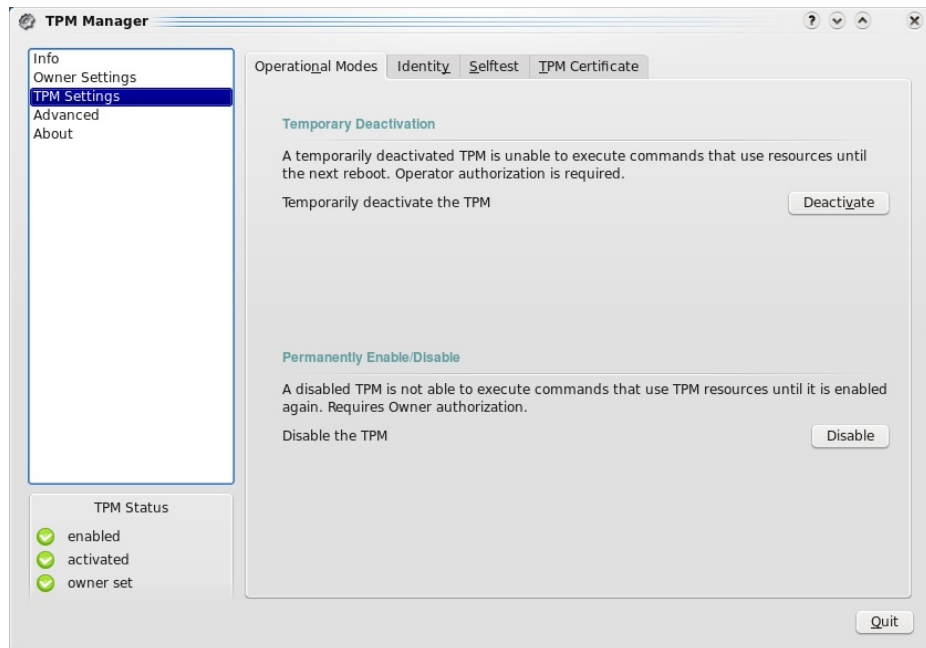 TPM Manager
?
Info
Owner Settings
TPM Settings
Advanced
About
Operational Modes
Identity
Selftest
TPM Certificate
Temporary Deactivation
A temporarily deactivated TPM is unable to execute commands that use resources until
the next reboot. Operator authorization is required.
Temporarily deactivate the TPM
Deactivate
Permanently Enable/Disable
A disabled TPM is not able to execute commands that use TPM resources until it is enabled
again. Requires Owner authorization.
Disable the TPM
Disable
TPM Status
enabled
activated
owner set
Quit